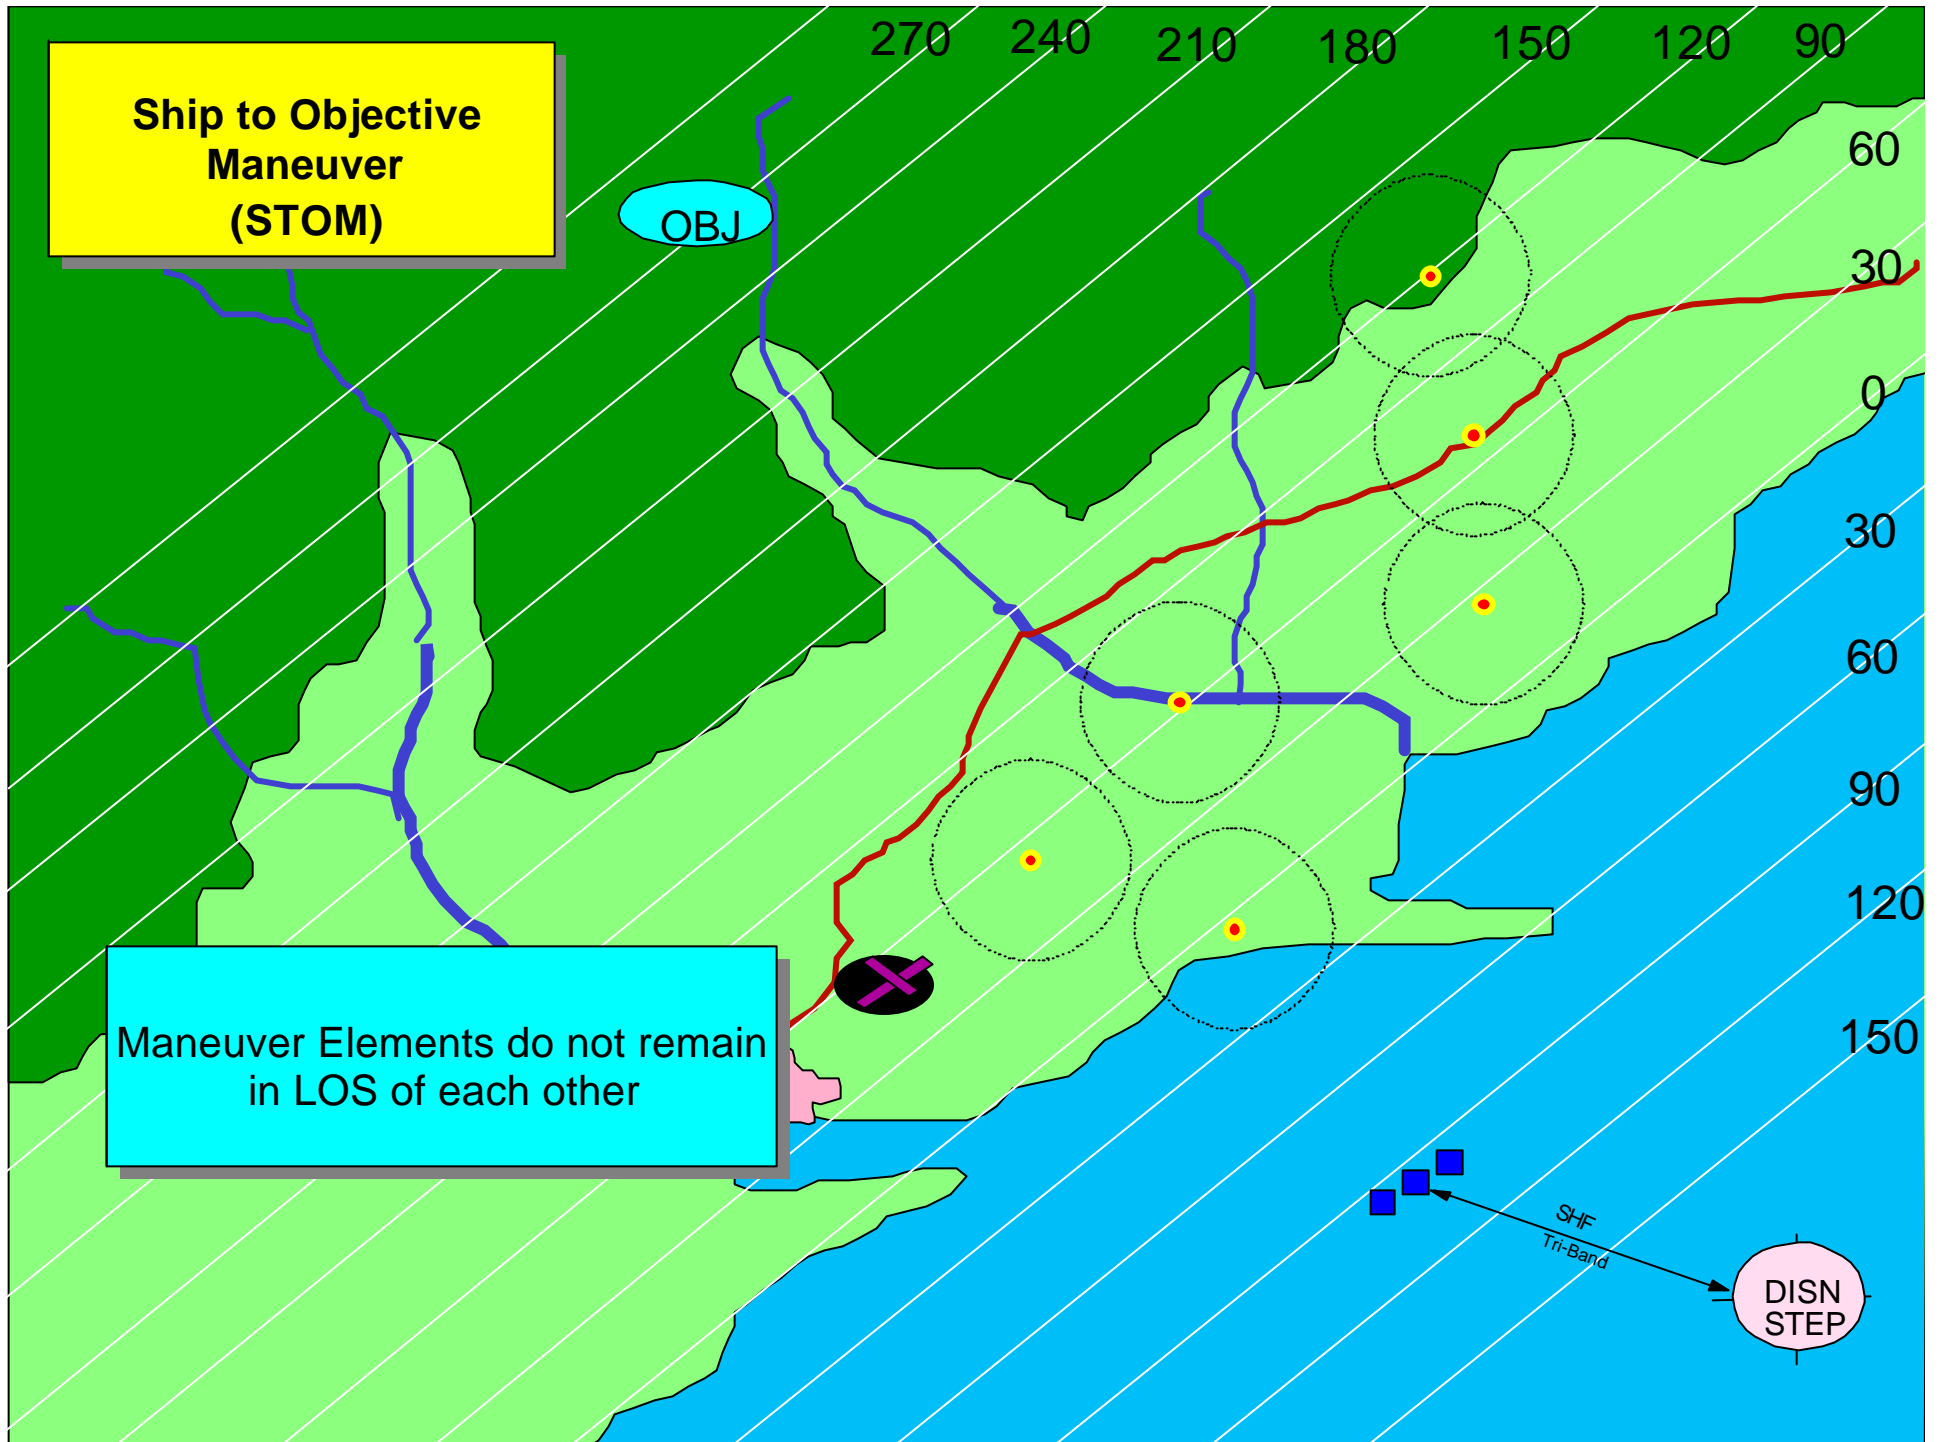 270 240 210 180 150 120 90
Ship to Objective
Maneuver
(STOM)
60
OBJ
30
0
30
60
90
120
150
Maneuver Elements do not remain
in LOS of each other
SHF
Tri-Band
DISN
STEP